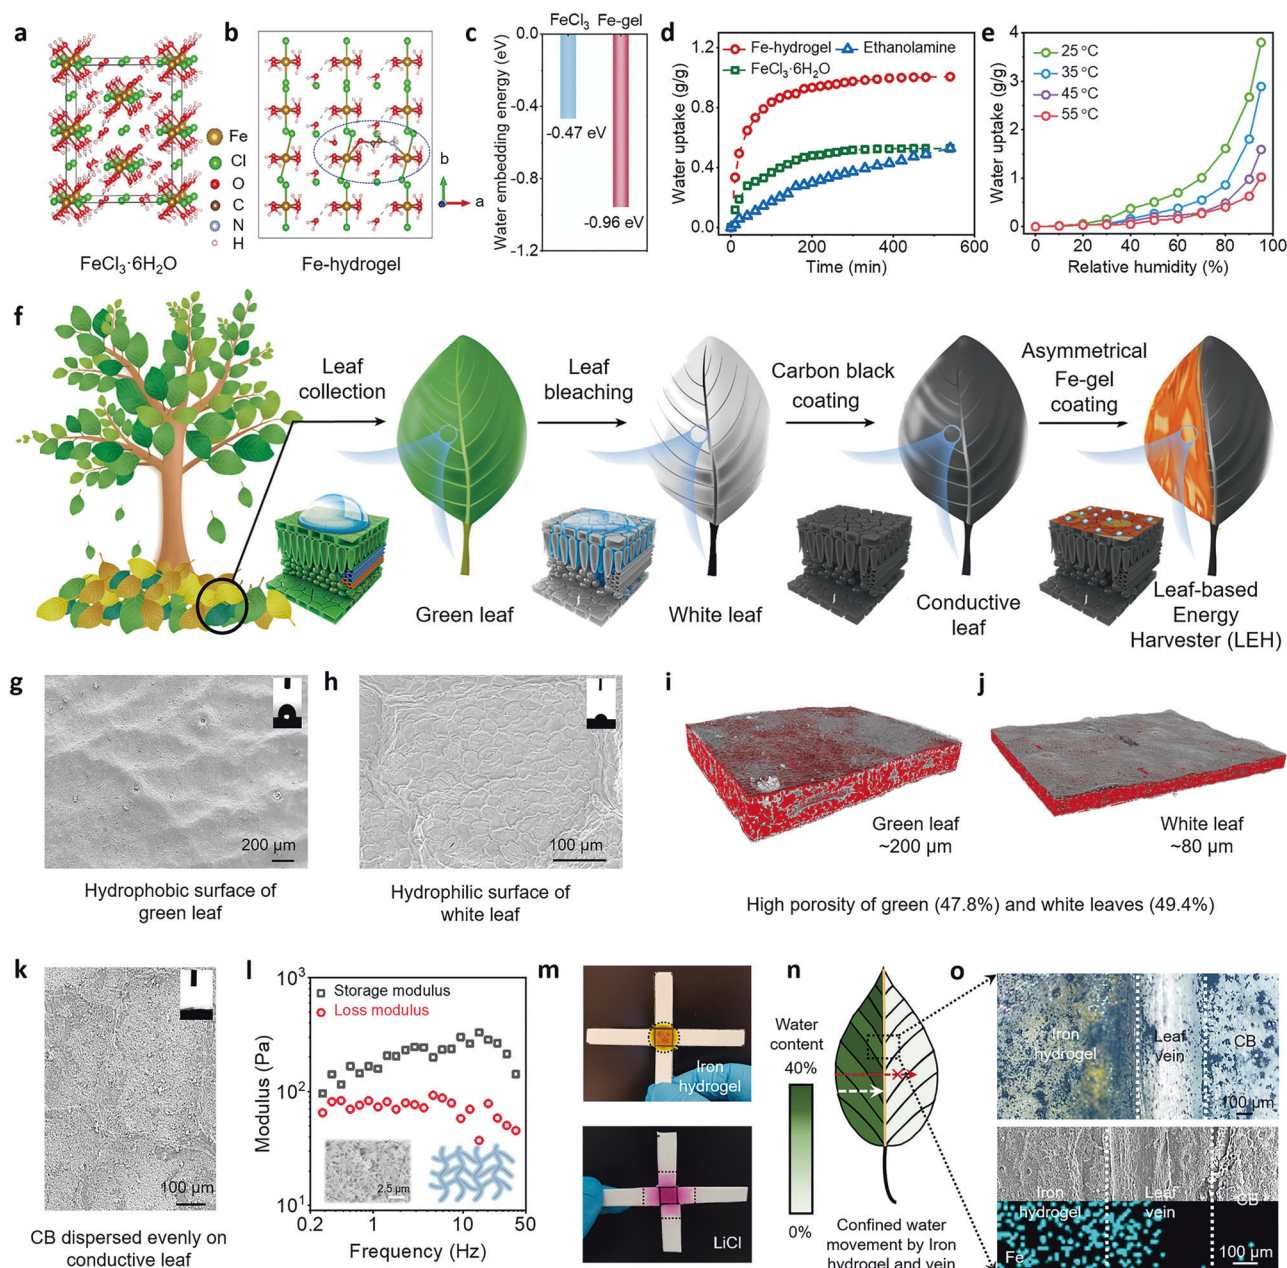 a
Fe
Cl
O
C
N
H
FeCl₃·6H₂O
b
b
a
Fe-hydrogel
c
FeCl₃ Fe-gel
Water embedding energy (eV)
0.0
-0.4
-0.8
-1.2
-0.47 eV
-0.96 eV
d
Fe-hydrogel
Ethanolamine
FeCl₃·6H₂O
Water uptake (g/g)
1.2
0.8
0.4
0.0
0 200 400 600
Time (min)
e
25 °C
35 °C
45 °C
55 °C
Water uptake (g/g)
4
3
2
1
0
0 20 40 60 80 100
Relative humidity (%)
f
Leaf
collection
Green leaf
Leaf
bleaching
White leaf
Carbon black
coating
Conductive
leaf
Asymmetrical
Fe-gel
coating
Leaf-based
Energy
Harvester (LEH)
g
200 µm
Hydrophobic surface of
green leaf
h
100 µm
Hydrophilic surface of
white leaf
i
Green leaf
~200 µm
j
White leaf
~80 µm
High porosity of green (47.8%) and white leaves (49.4%)
k
100 µm
CB dispersed evenly on
conductive leaf
l
Storage modulus
Loss modulus
Modulus (Pa)
10³
10²
10¹
2.5 µm
0.2 1 10 50
Frequency (Hz)
m
Iron
hydrogel
LiCl
n
Water
content
40%
0%
Confined water
movement by Iron
hydrogel and vein
o
Iron
hydrogel
Leaf
vein
CB
100 µm
Iron
hydrogel
Leaf
vein
CB
Fe
100 µm